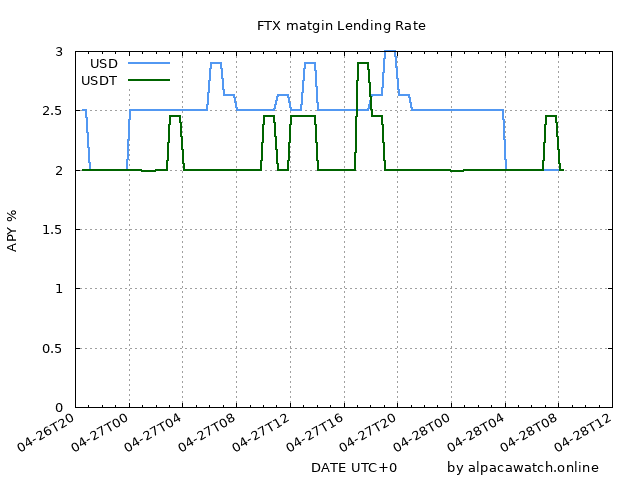 FTX matgin Lending Rate
USD
USDT
3
2.5
2
1.5
1
0.5
0
APY %
04-26T20
04-27T00
04-27T04
04-27T08
04-27T12
04-27T16
04-27T20
04-28T00
04-28T04
04-28T08
04-28T12
DATE UTC+0
by alpacawatch.online